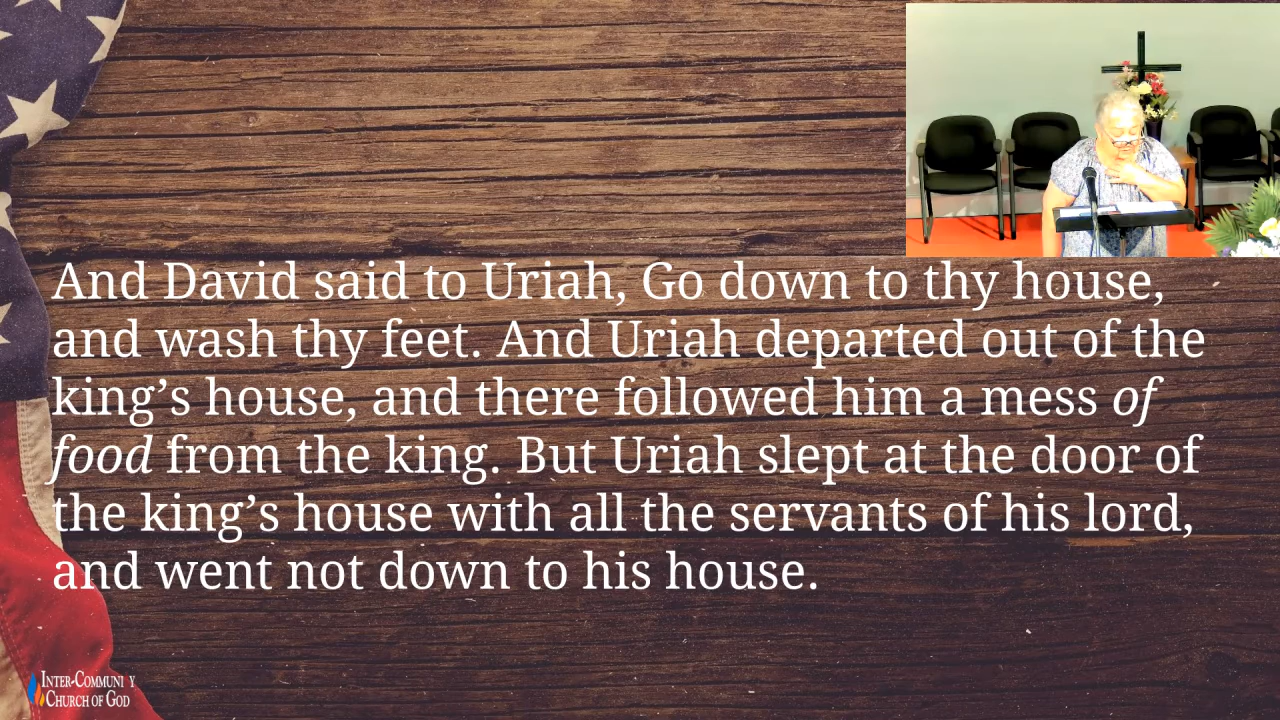 And David said to Uriah, Go down to thy house,
and wash thy feet. And Uriah departed out of the
king’s house, and there followed him a mess of
food from the king. But Uriah slept at the door of
the king’s house with all the servants of his lord,
and went not down to his house.
INTER-COMMUNI Y
CHURCH OF GOD